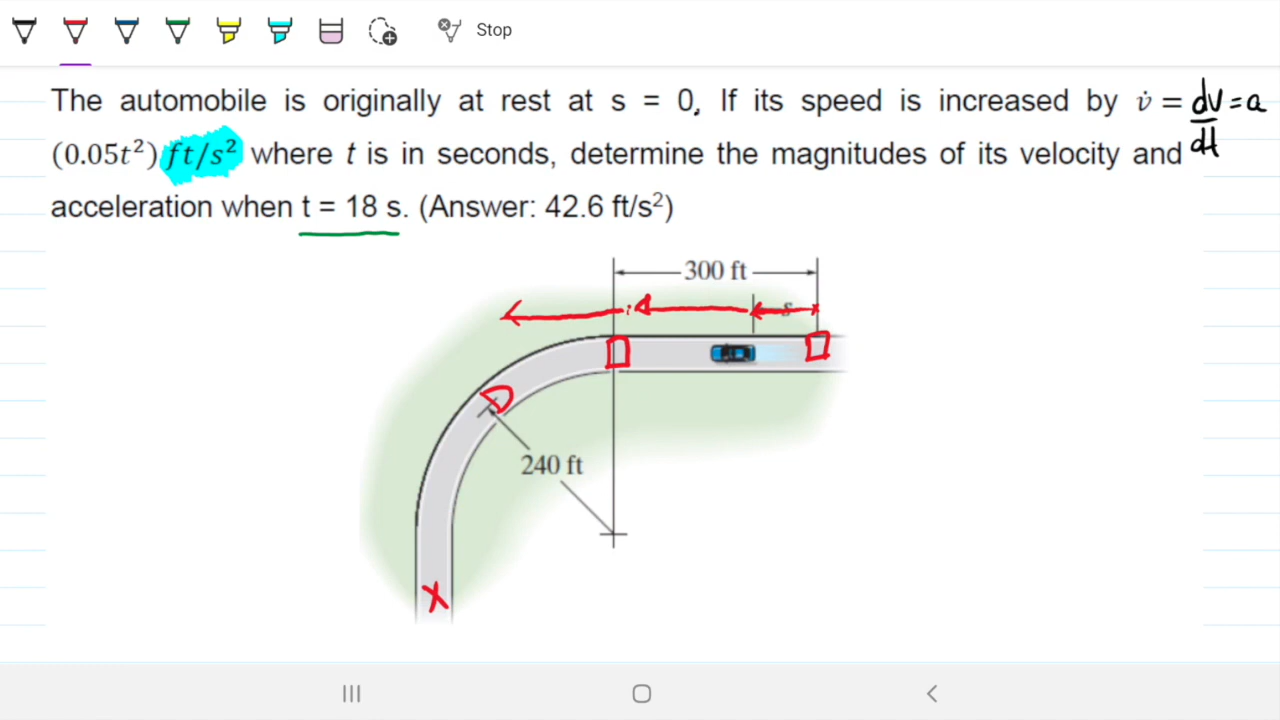 Stop
The automobile is originally at rest at s = 0, If its speed is increased by v̇ = dv/dt = a
(0.05t²) ft/s² where t is in seconds, determine the magnitudes of its velocity and
acceleration when t = 18 s. (Answer: 42.6 ft/s²)
300 ft
s
240 ft